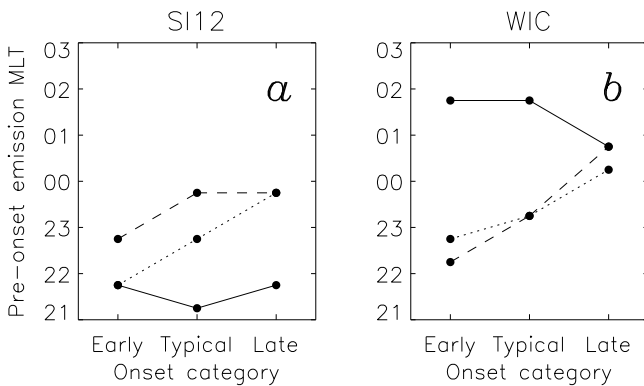 SI12
WIC
Pre-onset emission MLT
03
02
01
00
23
22
21
a
Early Typical Late
Onset category
03
02
01
00
23
22
21
b
Early Typical Late
Onset category